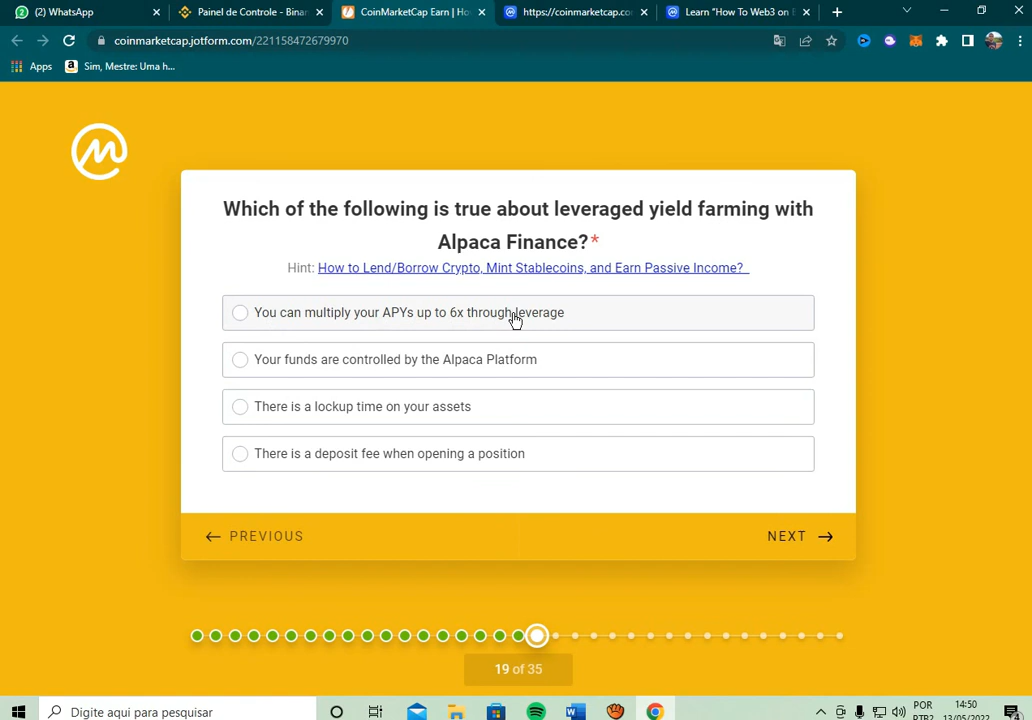 2 (2) WhatsApp
Painel de Controle - Binan
CoinMarketCap Earn | Ho
https://coinmarketcap.co
Learn "How To Web3 on B
coinmarketcap.jotform.com/221158472679970
Apps
Sim, Mestre: Uma h...
Which of the following is true about leveraged yield farming with
Alpaca Finance?*
Hint: How to Lend/Borrow Crypto, Mint Stablecoins, and Earn Passive Income?
You can multiply your APYs up to 6x through leverage
Your funds are controlled by the Alpaca Platform
There is a lockup time on your assets
There is a deposit fee when opening a position
← PREVIOUS
NEXT →
19 of 35
Digite aqui para pesquisar
POR
PTB2
14:50
13/05/2022